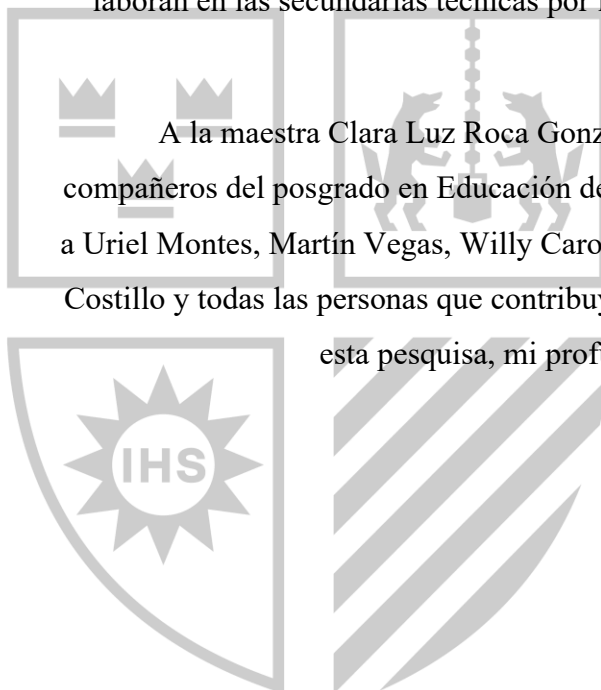 laboran en las secundarias técnicas por
A la maestra Clara Luz Roca Gonz
compañeros del posgrado en Educación de
a Uriel Montes, Martín Vegas, Willy Caro
Costillo y todas las personas que contribuy
esta pesquisa, mi prof
IHS